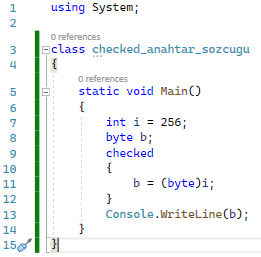 1 using System;
2
0 references
3 class checked_anahtar_sozcugu
4 {
0 references
5 static void Main()
6 {
7 int i = 256;
8 byte b;
9 checked
10 {
11 b = (byte)i;
12 }
13 Console.WriteLine(b);
14 }
15 }